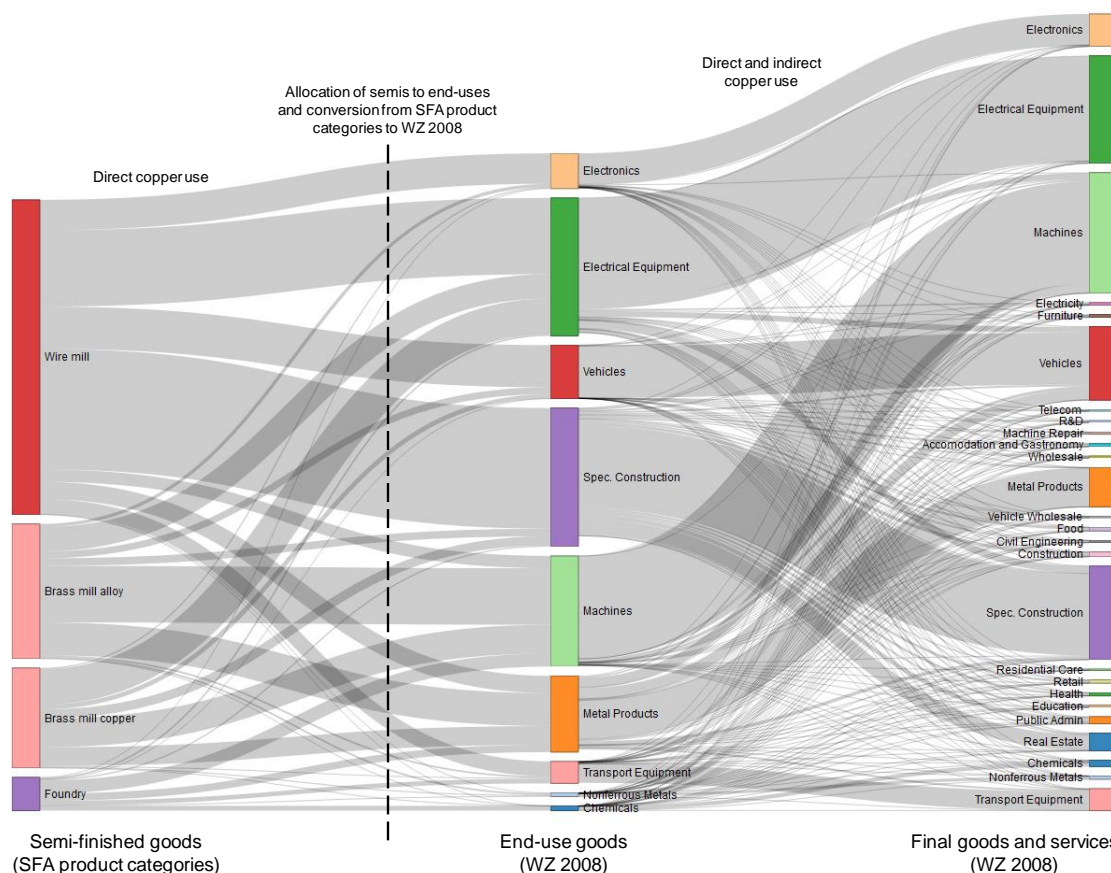 Direct copper use
Allocation of semis to end-uses
and conversion from SFA product
categories to WZ 2008
Direct and indirect
copper use
Wire mill
Brass mill alloy
Brass mill copper
Foundry
Semi-finished goods
(SFA product categories)
Electronics
Electrical Equipment
Vehicles
Spec. Construction
Machines
Metal Products
Transport Equipment
Nonferrous Metals
Chemicals
End-use goods
(WZ 2008)
Electronics
Electrical Equipment
Machines
Electricity
Furniture
Vehicles
Telecom
R&D
Machine Repair
Accomodation and Gastronomy
Wholesale
Metal Products
Vehicle Wholesale
Food
Civil Engineering
Construction
Spec. Construction
Residential Care
Retail
Health
Education
Public Admin
Real Estate
Chemicals
Nonferrous Metals
Transport Equipment
Final goods and services
(WZ 2008)